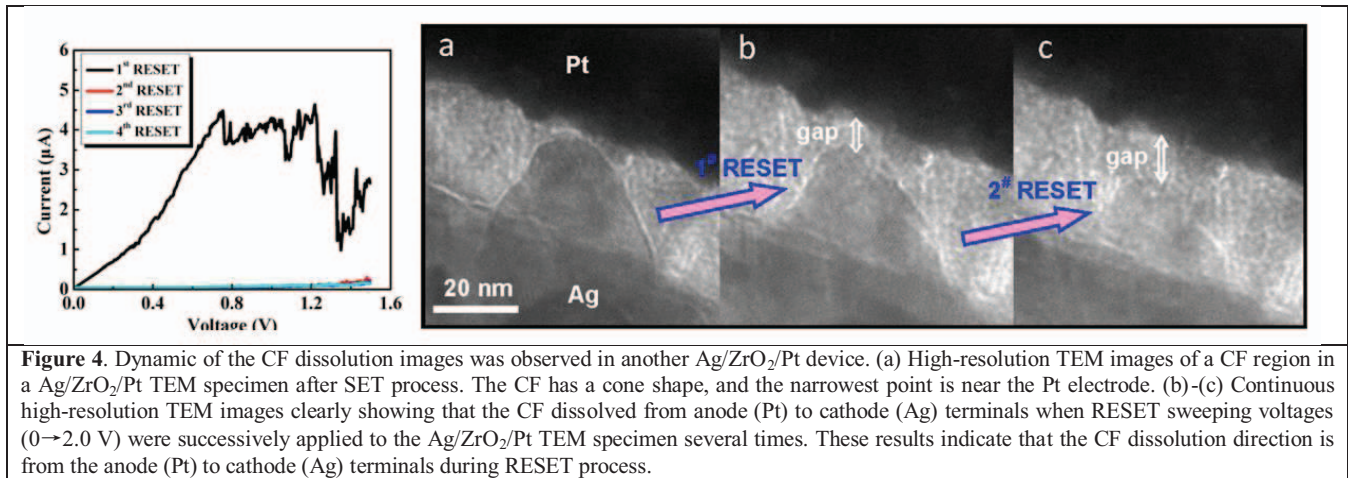 6
5
4
3
2
1
0
Current (µA)
1st RESET
2nd RESET
3rd RESET
4th RESET
0.0 0.4 0.8 1.2 1.6
Voltage (V)
a
Pt
Ag
20 nm
1# RESET
b
gap
2# RESET
c
gap
Figure 4. Dynamic of the CF dissolution images was observed in another Ag/ZrO₂/Pt device. (a) High-resolution TEM images of a CF region in
a Ag/ZrO₂/Pt TEM specimen after SET process. The CF has a cone shape, and the narrowest point is near the Pt electrode. (b)-(c) Continuous
high-resolution TEM images clearly showing that the CF dissolved from anode (Pt) to cathode (Ag) terminals when RESET sweeping voltages
(0→2.0 V) were successively applied to the Ag/ZrO₂/Pt TEM specimen several times. These results indicate that the CF dissolution direction is
from the anode (Pt) to cathode (Ag) terminals during RESET process.